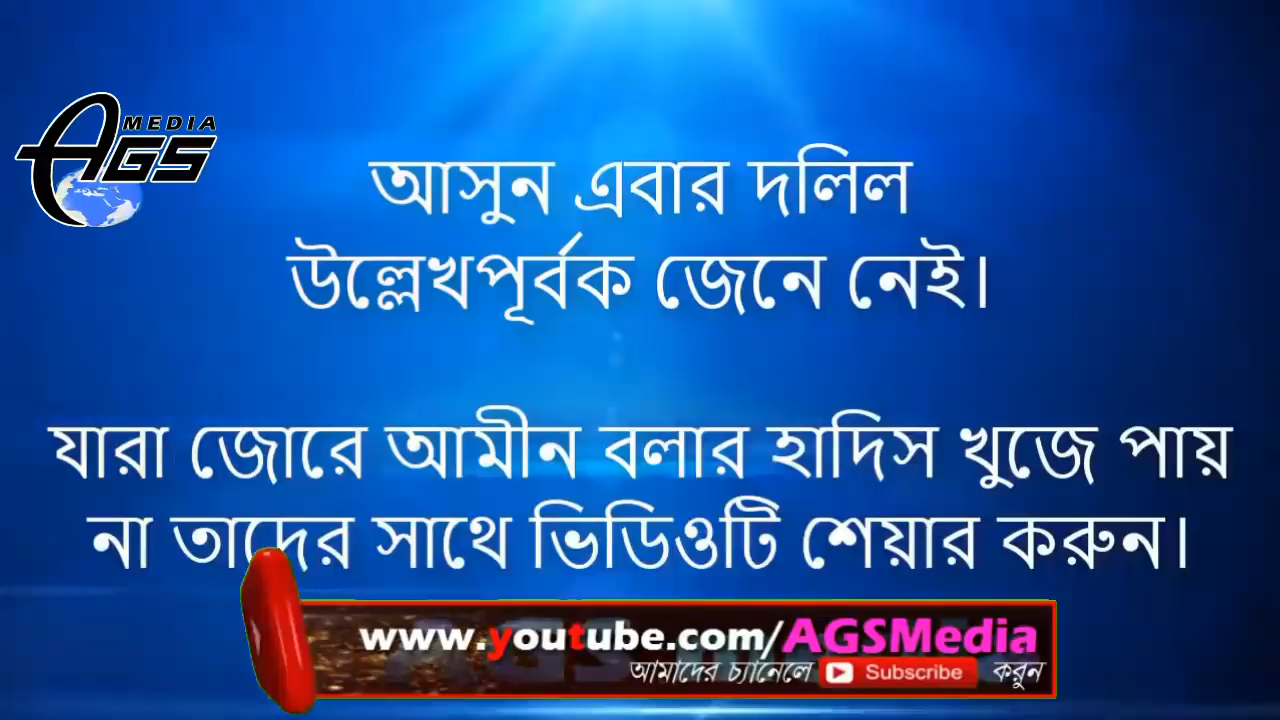 MEDIA
AGS
আসুন এবার দলিল
উল্লেখপূর্বক জেনে নেই।
যারা জোরে আমীন বলার হাদিস খুজে পায়
না তাদের সাথে ভিডিওটি শেয়ার করুন।
www.youtube.com/AGSMedia
আমাদের চ্যানেলে Subscribe করুন